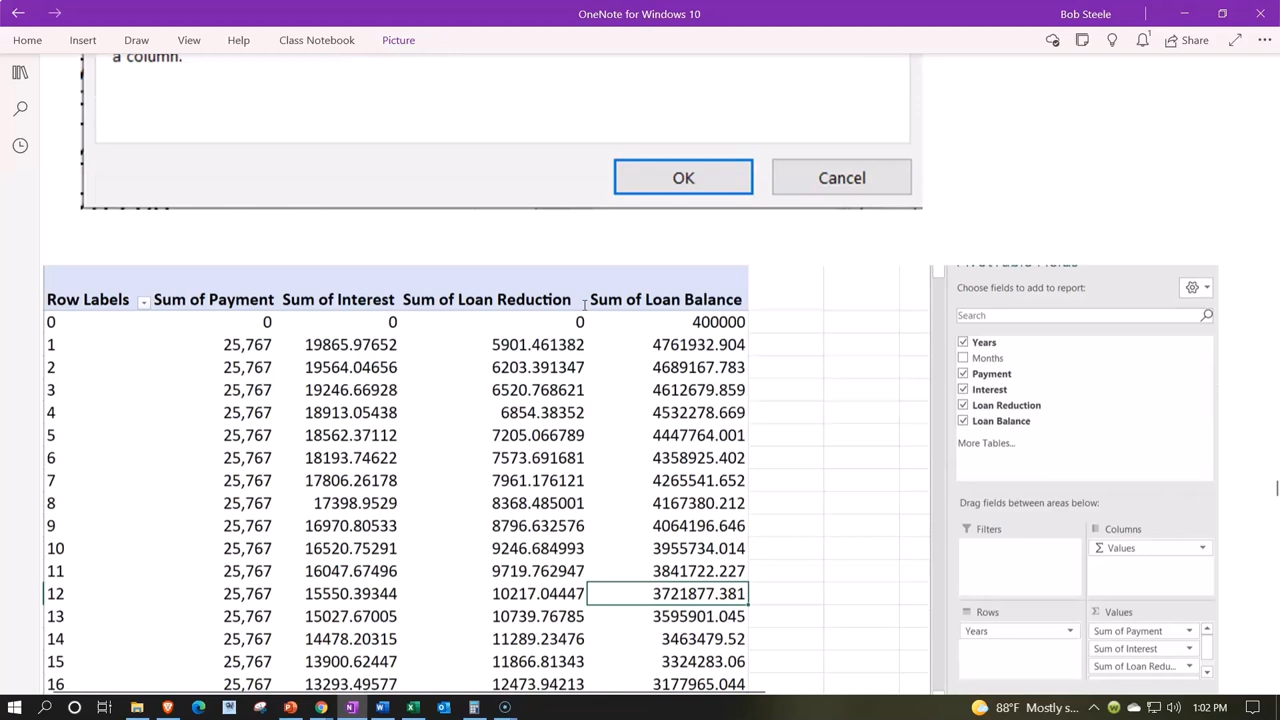 OneNote for Windows 10
Bob Steele
Home Insert Draw View Help Class Notebook Picture
Share
a column.
OK Cancel
Row Labels Sum of Payment Sum of Interest Sum of Loan Reduction Sum of Loan Balance
0 0 0 0 400000
1 25,767 19865.97652 5901.461382 4761932.904
2 25,767 19564.04656 6203.391347 4689167.783
3 25,767 19246.66928 6520.768621 4612679.859
4 25,767 18913.05438 6854.38352 4532278.669
5 25,767 18562.37112 7205.066789 4447764.001
6 25,767 18193.74622 7573.691681 4358925.402
7 25,767 17806.26178 7961.176121 4265541.652
8 25,767 17398.9529 8368.485001 4167380.212
9 25,767 16970.80533 8796.632576 4064196.646
10 25,767 16520.75291 9246.684993 3955734.014
11 25,767 16047.67496 9719.762947 3841722.227
12 25,767 15550.39344 10217.04447 3721877.381
13 25,767 15027.67005 10739.76785 3595901.045
14 25,767 14478.20315 11289.23476 3463479.52
15 25,767 13900.62447 11866.81343 3324283.06
16 25,767 13293.49577 12473.94213 3177965.044
Choose fields to add to report:
Search
Years
Months
Payment
Interest
Loan Reduction
Loan Balance
More Tables...
Drag fields between areas below:
Filters Columns
Σ Values
Rows Σ Values
Years Sum of Payment
Sum of Interest
Sum of Loan Redu...
88°F Mostly s... 1:02 PM